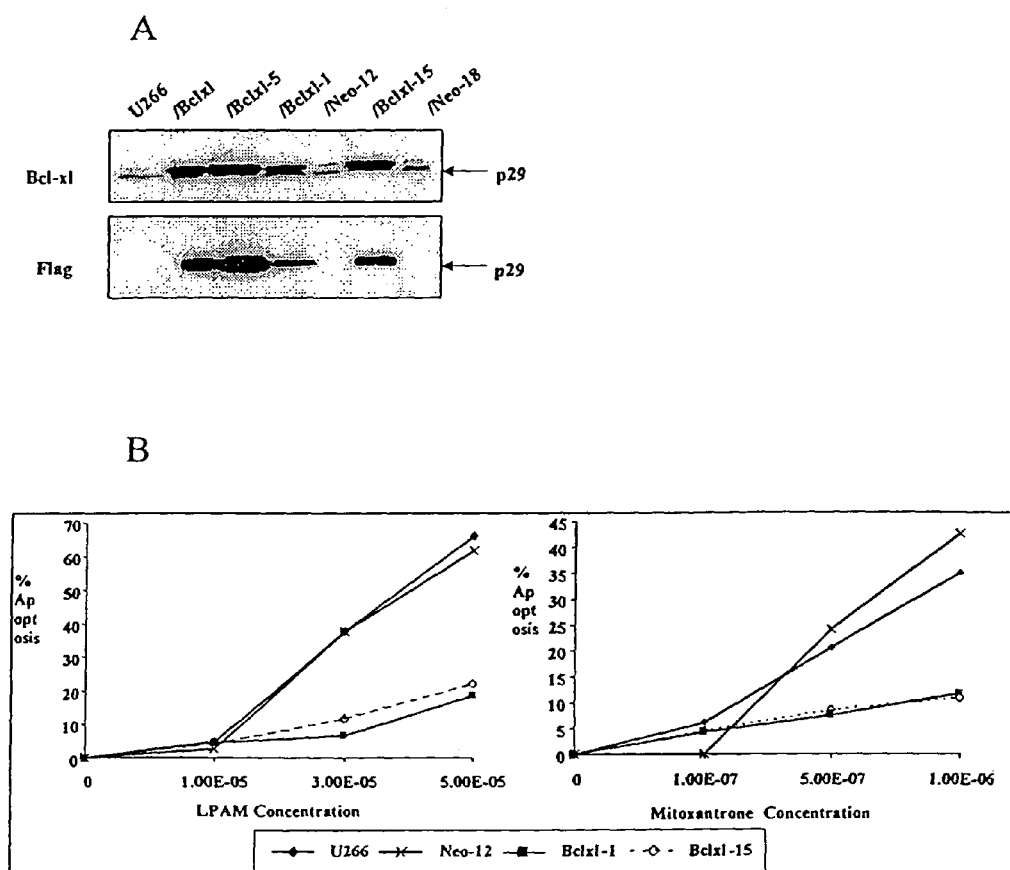 A
U266 /Bclxl /Bclxl-5 /Bclxl-1 /Neo-12 /Bclxl-15 /Neo-18
Bcl-xl
p29
Flag
p29
B
70
60
50
40
30
20
10
0
%
Ap
opt
osis
0 1.00E-05 3.00E-05 5.00E-05
LPAM Concentration
45
40
35
30
25
20
15
10
5
0
%
Ap
opt
osis
0 1.00E-07 5.00E-07 1.00E-06
Mitoxantrone Concentration
U266 Neo-12 Bclxl-1 Bclxl-15